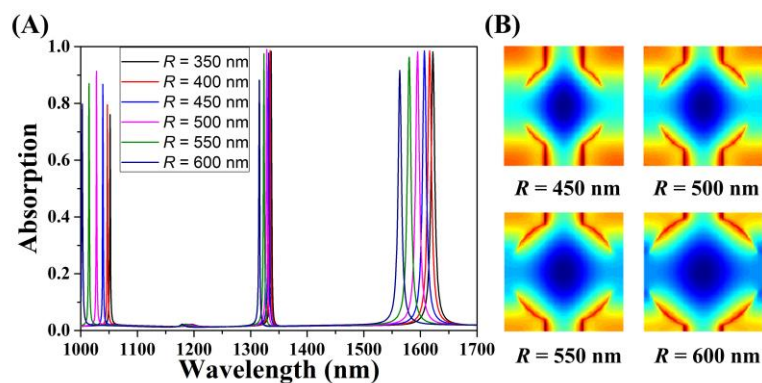 (A)
(B)
Absorption
1.0
0.8
0.6
0.4
0.2
0.0
R = 350 nm
R = 400 nm
R = 450 nm
R = 500 nm
R = 550 nm
R = 600 nm
1000 1100 1200 1300 1400 1500 1600 1700
Wavelength (nm)
R = 450 nm
R = 500 nm
R = 550 nm
R = 600 nm